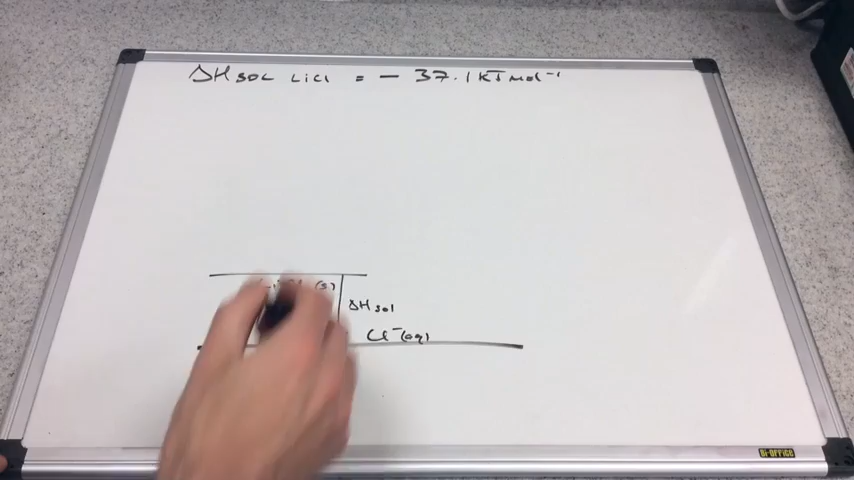 ΔH SOL LiCl = - 37.1 KJ mol⁻¹
(s)
ΔH sol
Cl⁻(aq)
Bi-OFFICE